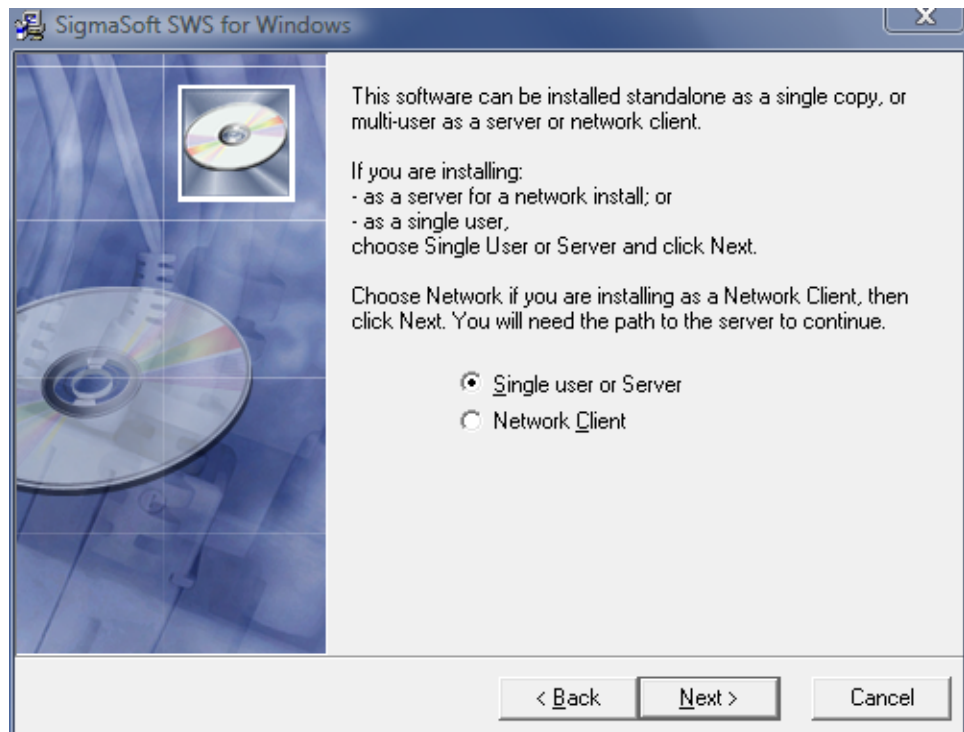 SigmaSoft SWS for Windows
This software can be installed standalone as a single copy, or
multi-user as a server or network client.
If you are installing:
- as a server for a network install; or
- as a single user,
choose Single User or Server and click Next.
Choose Network if you are installing as a Network Client, then
click Next. You will need the path to the server to continue.
Single user or Server
Network Client
< Back Next > Cancel